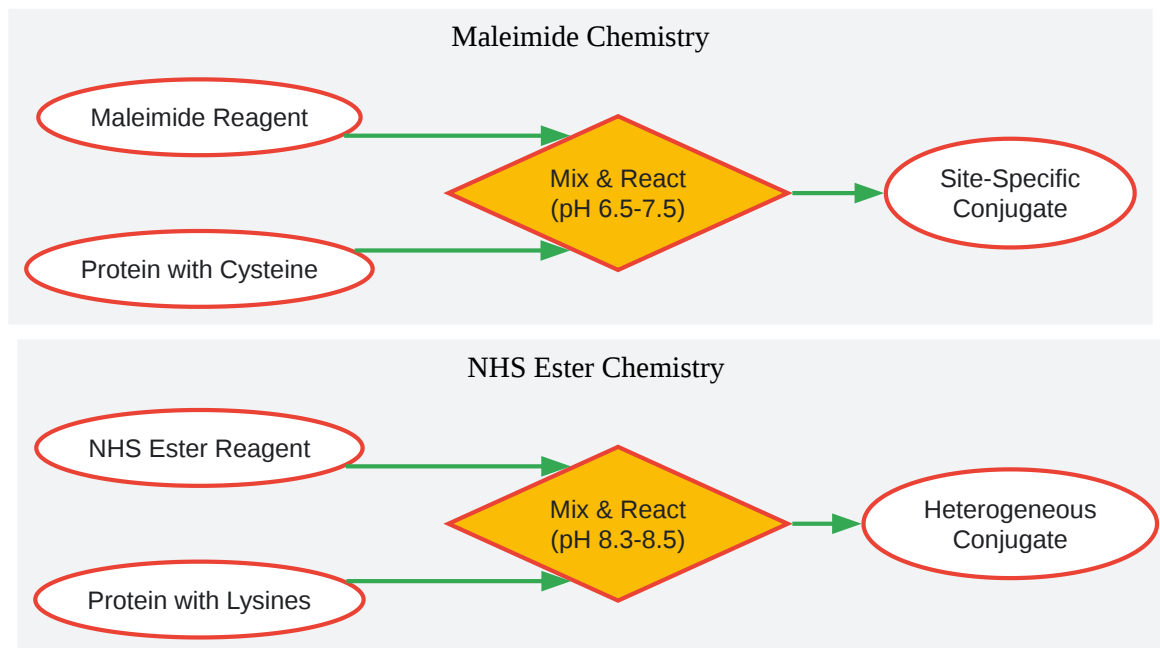 Maleimide Chemistry
Maleimide Reagent
Protein with Cysteine
Mix & React
(pH 6.5-7.5)
Site-Specific
Conjugate
NHS Ester Chemistry
NHS Ester Reagent
Protein with Lysines
Mix & React
(pH 8.3-8.5)
Heterogeneous
Conjugate